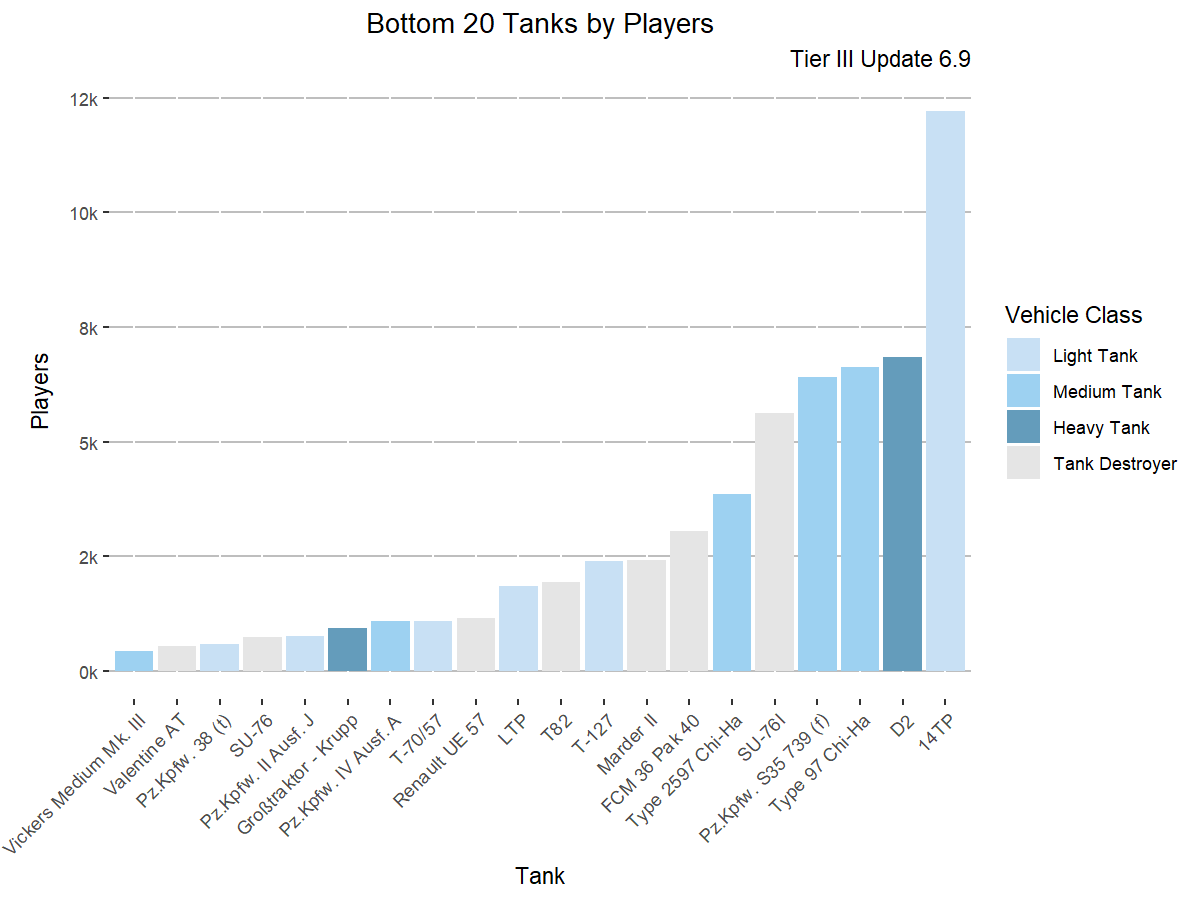 Bottom 20 Tanks by Players
Tier III Update 6.9
12k
10k
8k
5k
2k
0k
Players
Vickers Medium Mk. III
Valentine AT
Pz.Kpfw. 38 (t)
SU-76
Pz.Kpfw. II Ausf. J
Großtraktor - Krupp
Pz.Kpfw. IV Ausf. A
T-70/57
Renault UE 57
LTP
T82
T-127
Marder II
FCM 36 Pak 40
Type 2597 Chi-Ha
SU-76I
Pz.Kpfw. S35 739 (f)
Type 97 Chi-Ha
D2
14TP
Tank
Vehicle Class
Light Tank
Medium Tank
Heavy Tank
Tank Destroyer